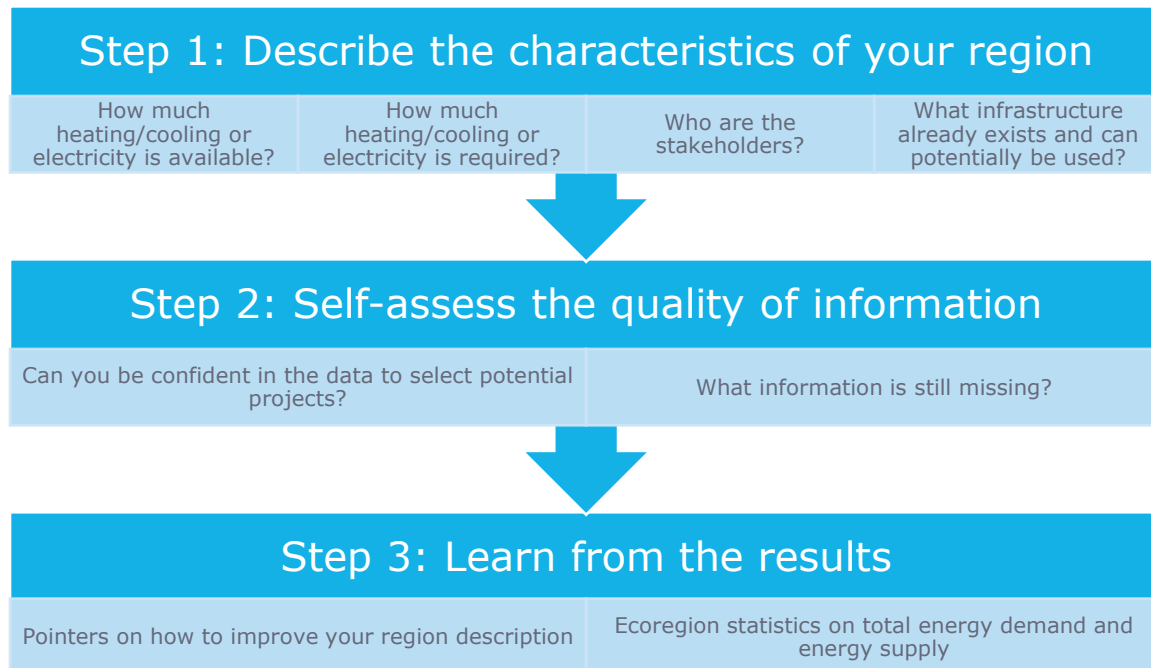 Step 1: Describe the characteristics of your region
How much
heating/cooling or
electricity is available?
How much
heating/cooling or
electricity is required?
Who are the
stakeholders?
What infrastructure
already exists and can
potentially be used?
Step 2: Self-assess the quality of information
Can you be confident in the data to select potential
projects?
What information is still missing?
Step 3: Learn from the results
Pointers on how to improve your region description
Ecoregion statistics on total energy demand and
energy supply